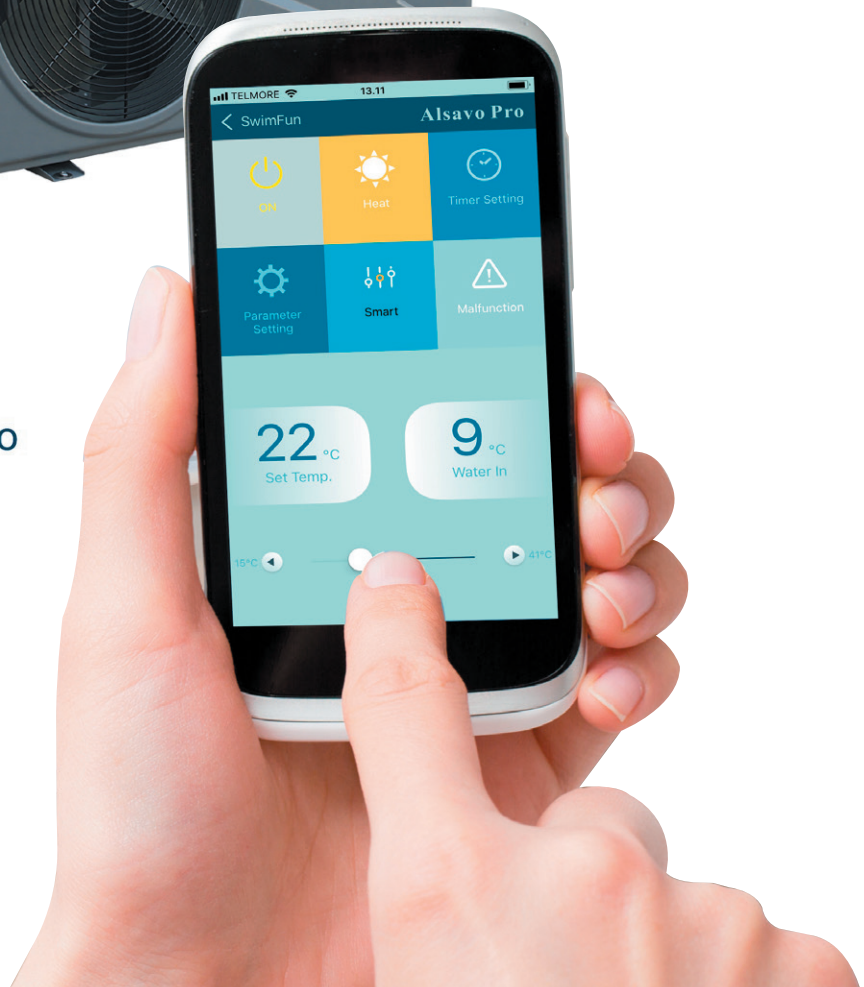 TELMORE
13.11
SwimFun
Alsavo Pro
ON
Heat
Timer Setting
Parameter
Setting
Smart
Malfunction
22 °C
Set Temp.
9 °C
Water In
15°C
41°C
o